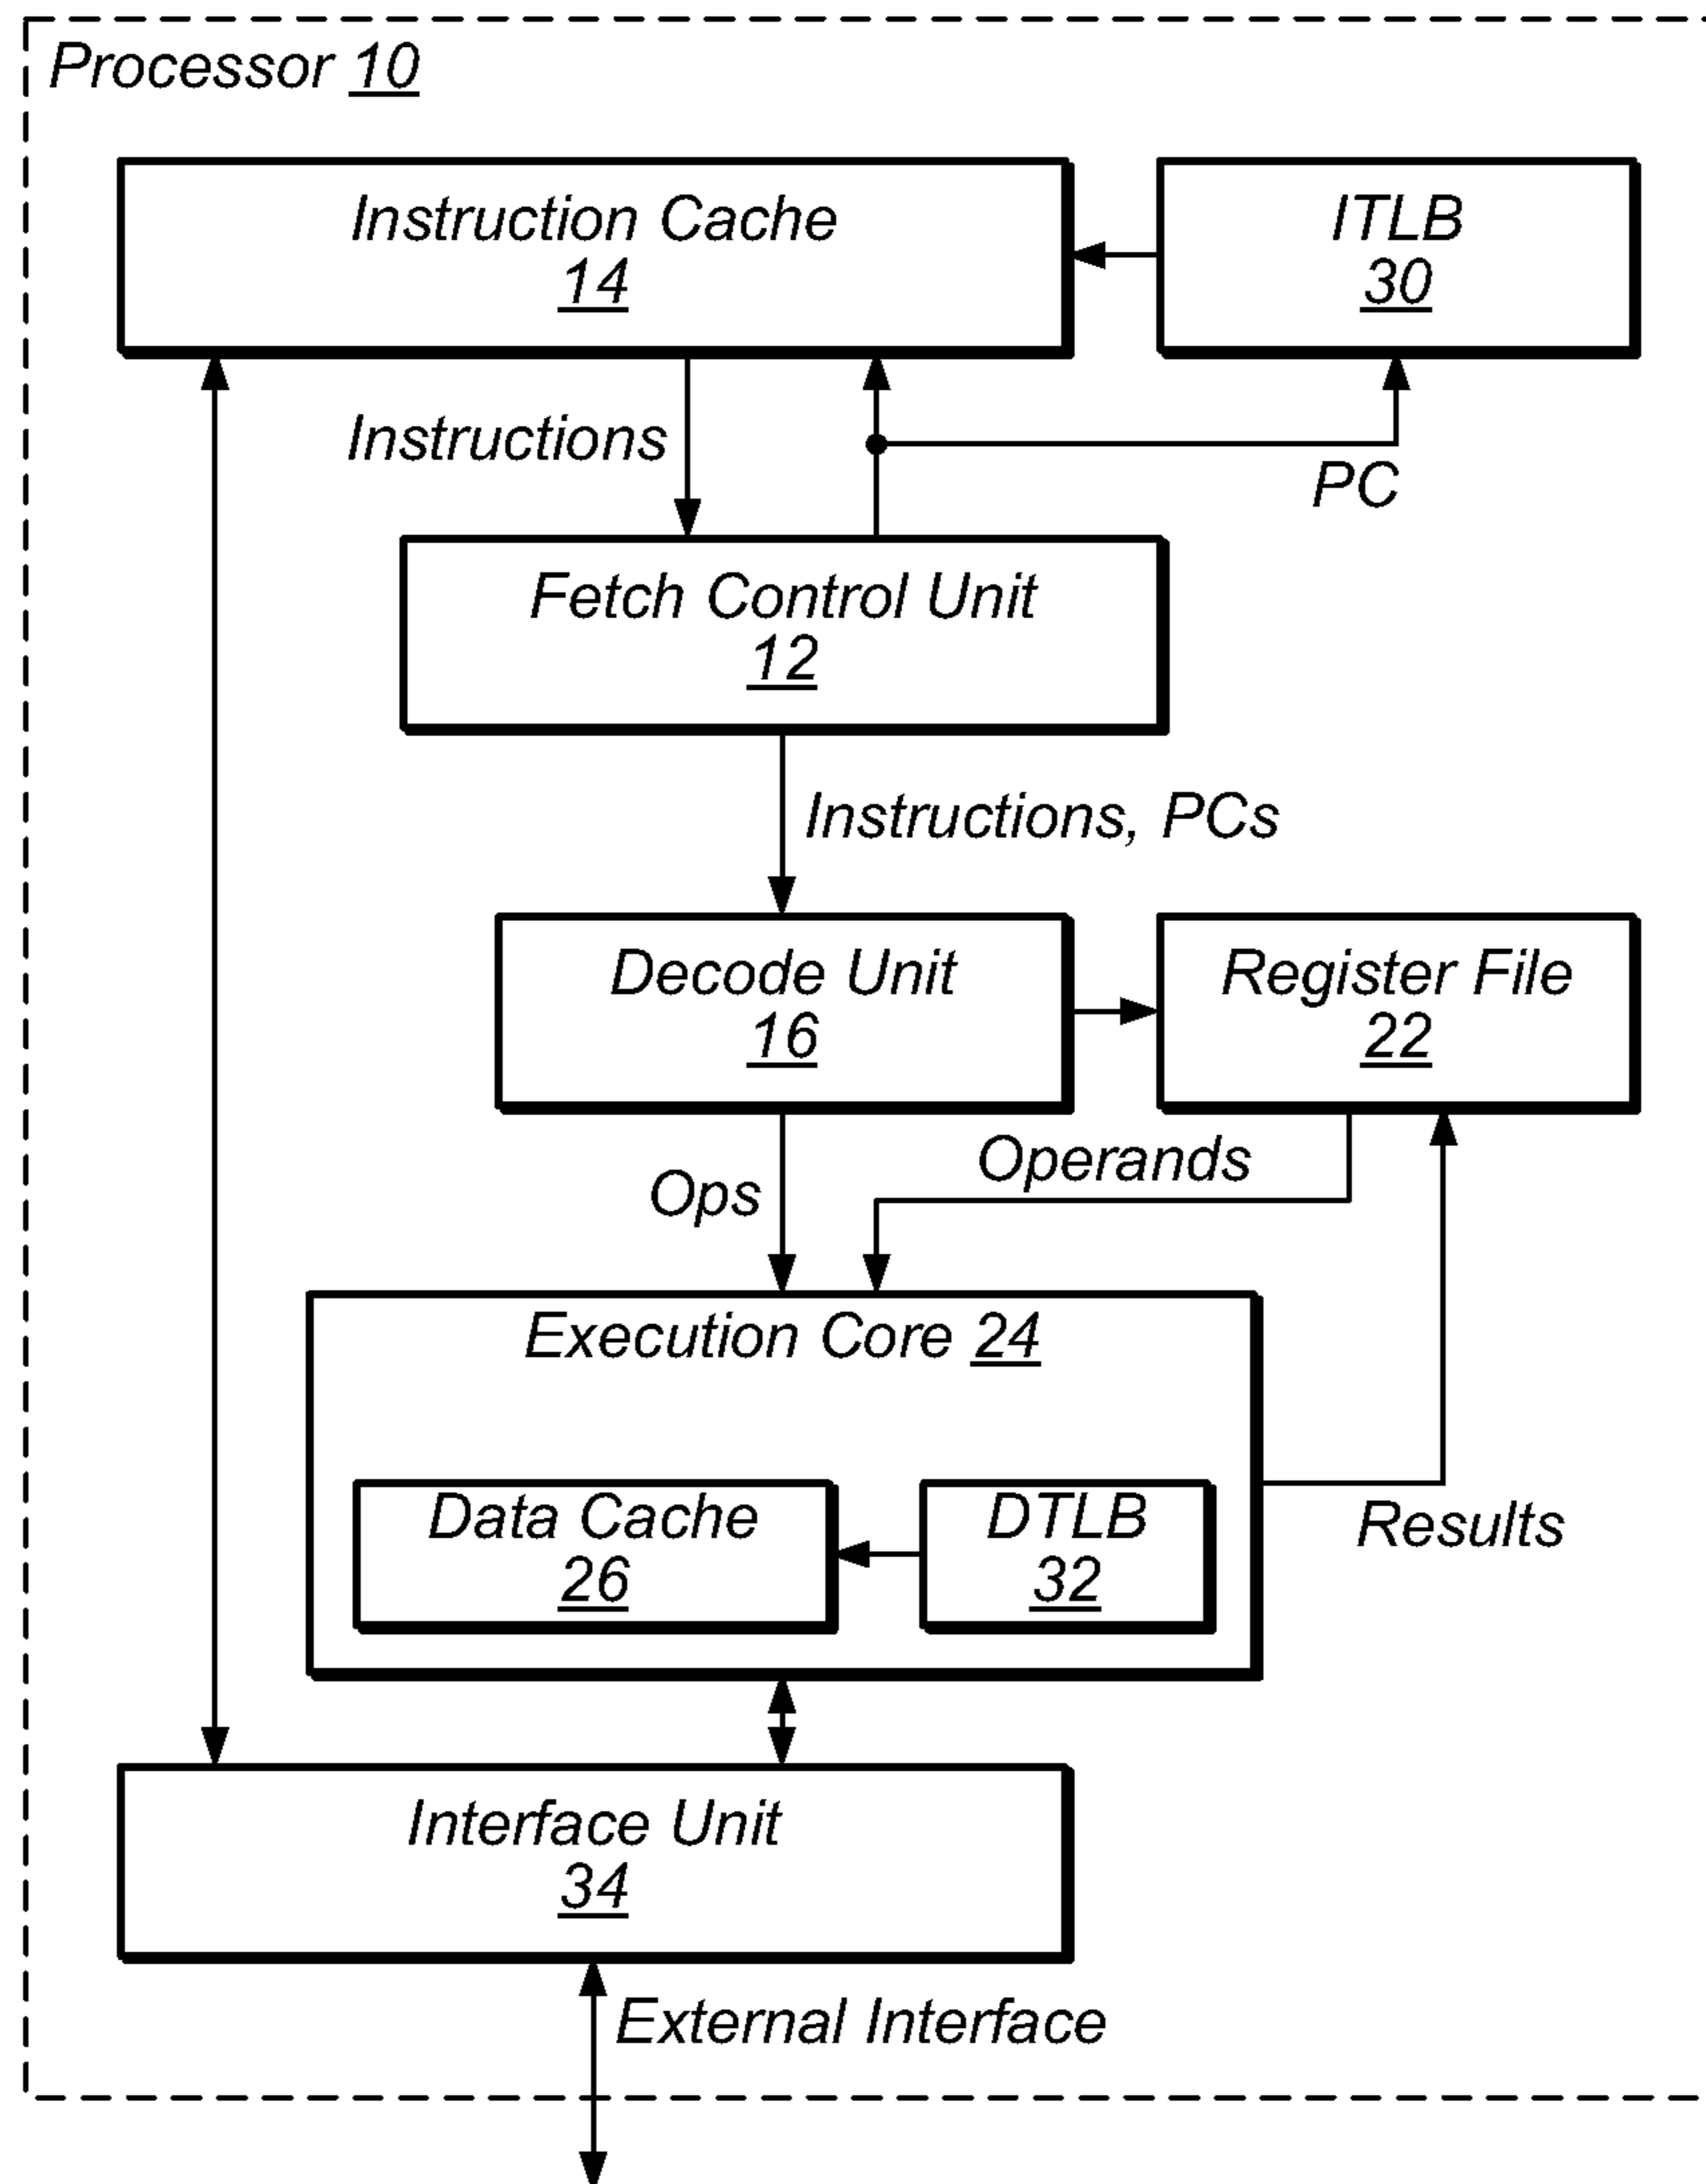 Processor 10
Instruction Cache
14
ITLB
30
Instructions
PC
Fetch Control Unit
12
Instructions, PCs
Decode Unit
16
Register File
22
Operands
Ops
Execution Core 24
Data Cache
26
DTLB
32
Results
Interface Unit
34
External Interface